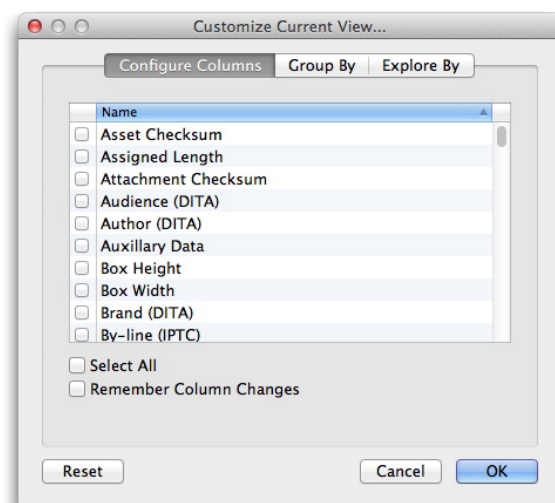 Customize Current View...
Configure Columns Group By Explore By
Name
Asset Checksum
Assigned Length
Attachment Checksum
Audience (DITA)
Author (DITA)
Auxillary Data
Box Height
Box Width
Brand (DITA)
By-line (IPTC)
Select All
Remember Column Changes
Reset Cancel OK